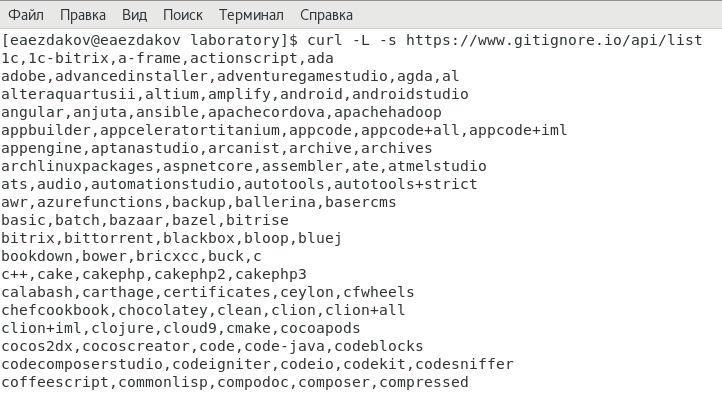 Файл Правка Вид Поиск Терминал Справка
[eaezdakov@eaezdakov laboratory]$ curl -L -s https://www.gitignore.io/api/list
1c,1c-bitrix,a-frame,actionscript,ada
adobe,advancedinstaller,adventuregamestudio,agda,al
alteraquartusii,altium,amplify,android,androidstudio
angular,anjuta,ansible,apachecordova,apachehadoop
appbuilder,appceleratortitanium,appcode,appcode+all,appcode+iml
appengine,aptanastudio,arcanist,archive,archives
archlinuxpackages,aspnetcore,assembler,ate,atmelstudio
ats,audio,automationstudio,autotools,autotools+strict
awr,azurefunctions,backup,ballerina,basercms
basic,batch,bazaar,bazel,bitrise
bitrix,bittorrent,blackbox,bloop,bluej
bookdown,bower,bricxcc,buck,c
c++,cake,cakephp,cakephp2,cakephp3
calabash,carthage,certificates,ceylon,cfwheels
chefcookbook,chocolatey,clean,clion,clion+all
clion+iml,clojure,cloud9,cmake,cocoapods
cocos2dx,cocoscreator,code,code-java,codeblocks
codecomposerstudio,codeigniter,codeio,codekit,codesniffer
coffeescript,commonlisp,compodoc,composer,compressed